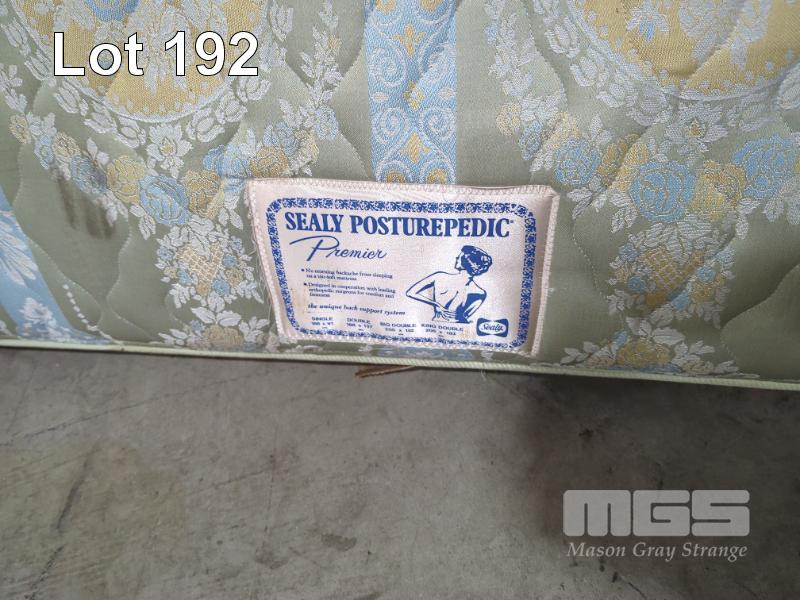 Lot 192
SEALY POSTUREPEDIC
Premier
• No morning backache from sleeping
on a too-soft mattress
• Designed in cooperation with leading
orthopedic surgeons for comfort and
firmness
the unique back support system
SINGLE DOUBLE BIG DOUBLE KING DOUBLE
Sealy
MGS
Mason Gray Strange